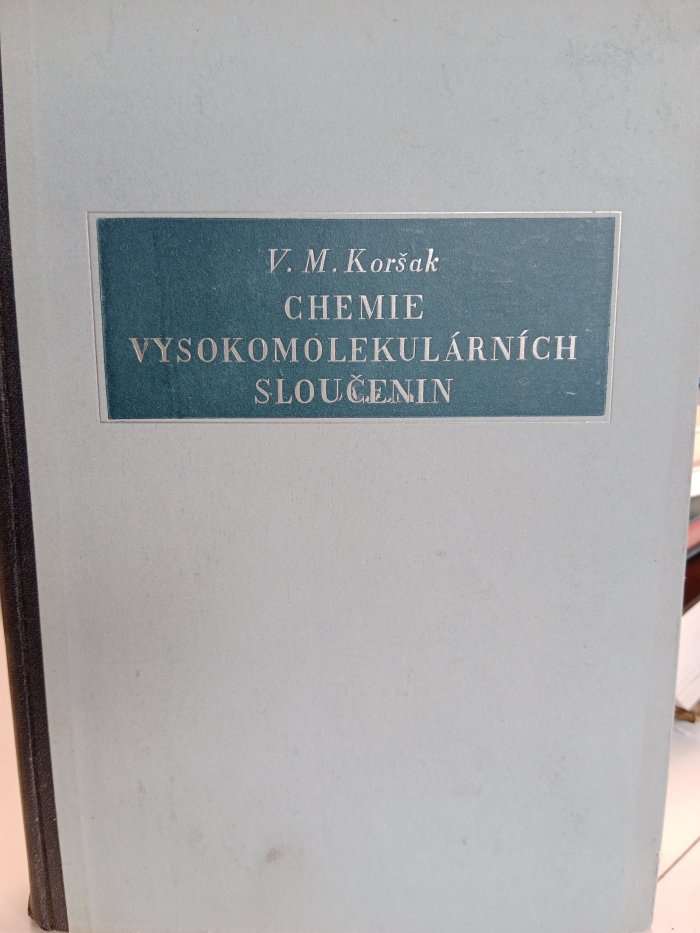 V. M. Koršak
CHEMIE
VYSOKOMOLEKULÁRNÍCH
SLOUČENIN